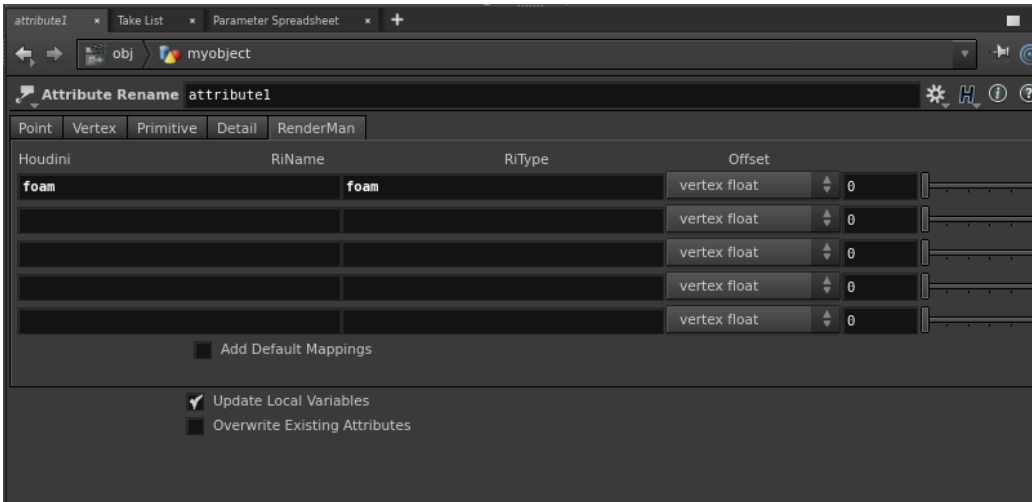 attribute1 × Take List × Parameter Spreadsheet × +
obj myobject
Attribute Rename attribute1
Point Vertex Primitive Detail RenderMan
Houdini RiName RiType Offset
foam foam vertex float 0
vertex float 0
vertex float 0
vertex float 0
vertex float 0
Add Default Mappings
Update Local Variables
Overwrite Existing Attributes